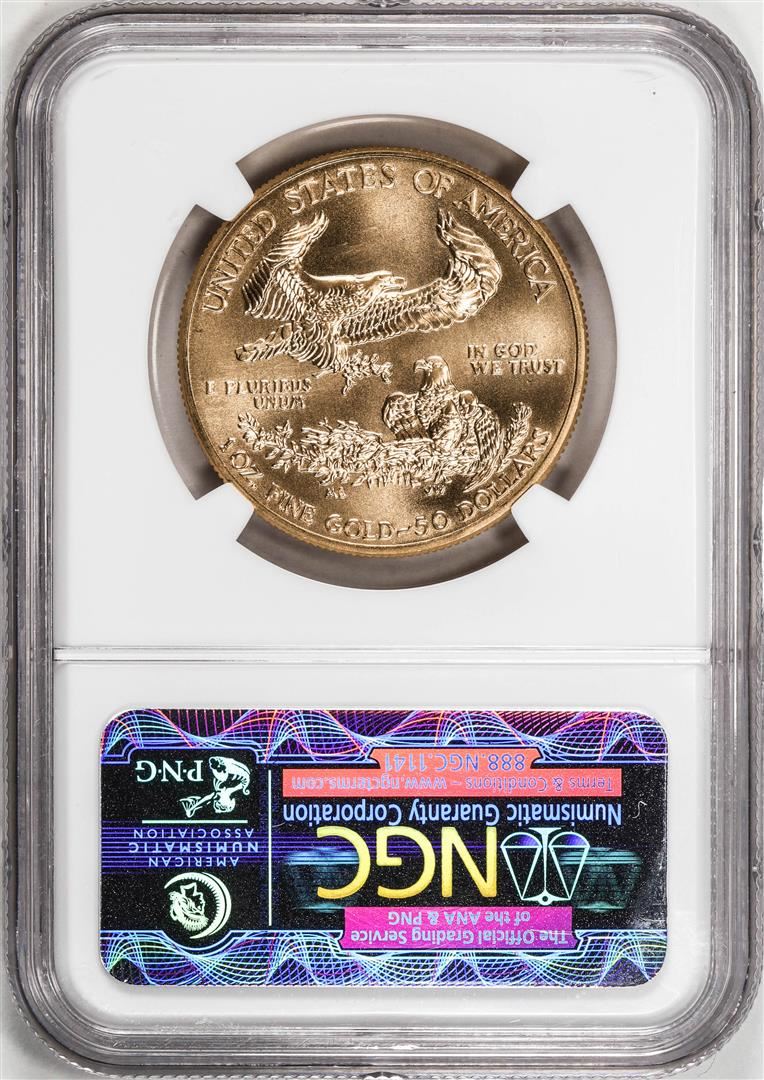 UNITED STATES OF AMERICA
IN GOD
WE TRUST
E PLURIBUS
UNUM
1 OZ. FINE GOLD~50 DOLLARS
The Official Grading Service
of the ANA & PNG
NGC
Numismatic Guaranty Corporation
Terms & Conditions ~ www.ngcterms.com
888.NGC.1141
AMERICAN
NUMISMATIC
ASSOCIATION
P·N·G